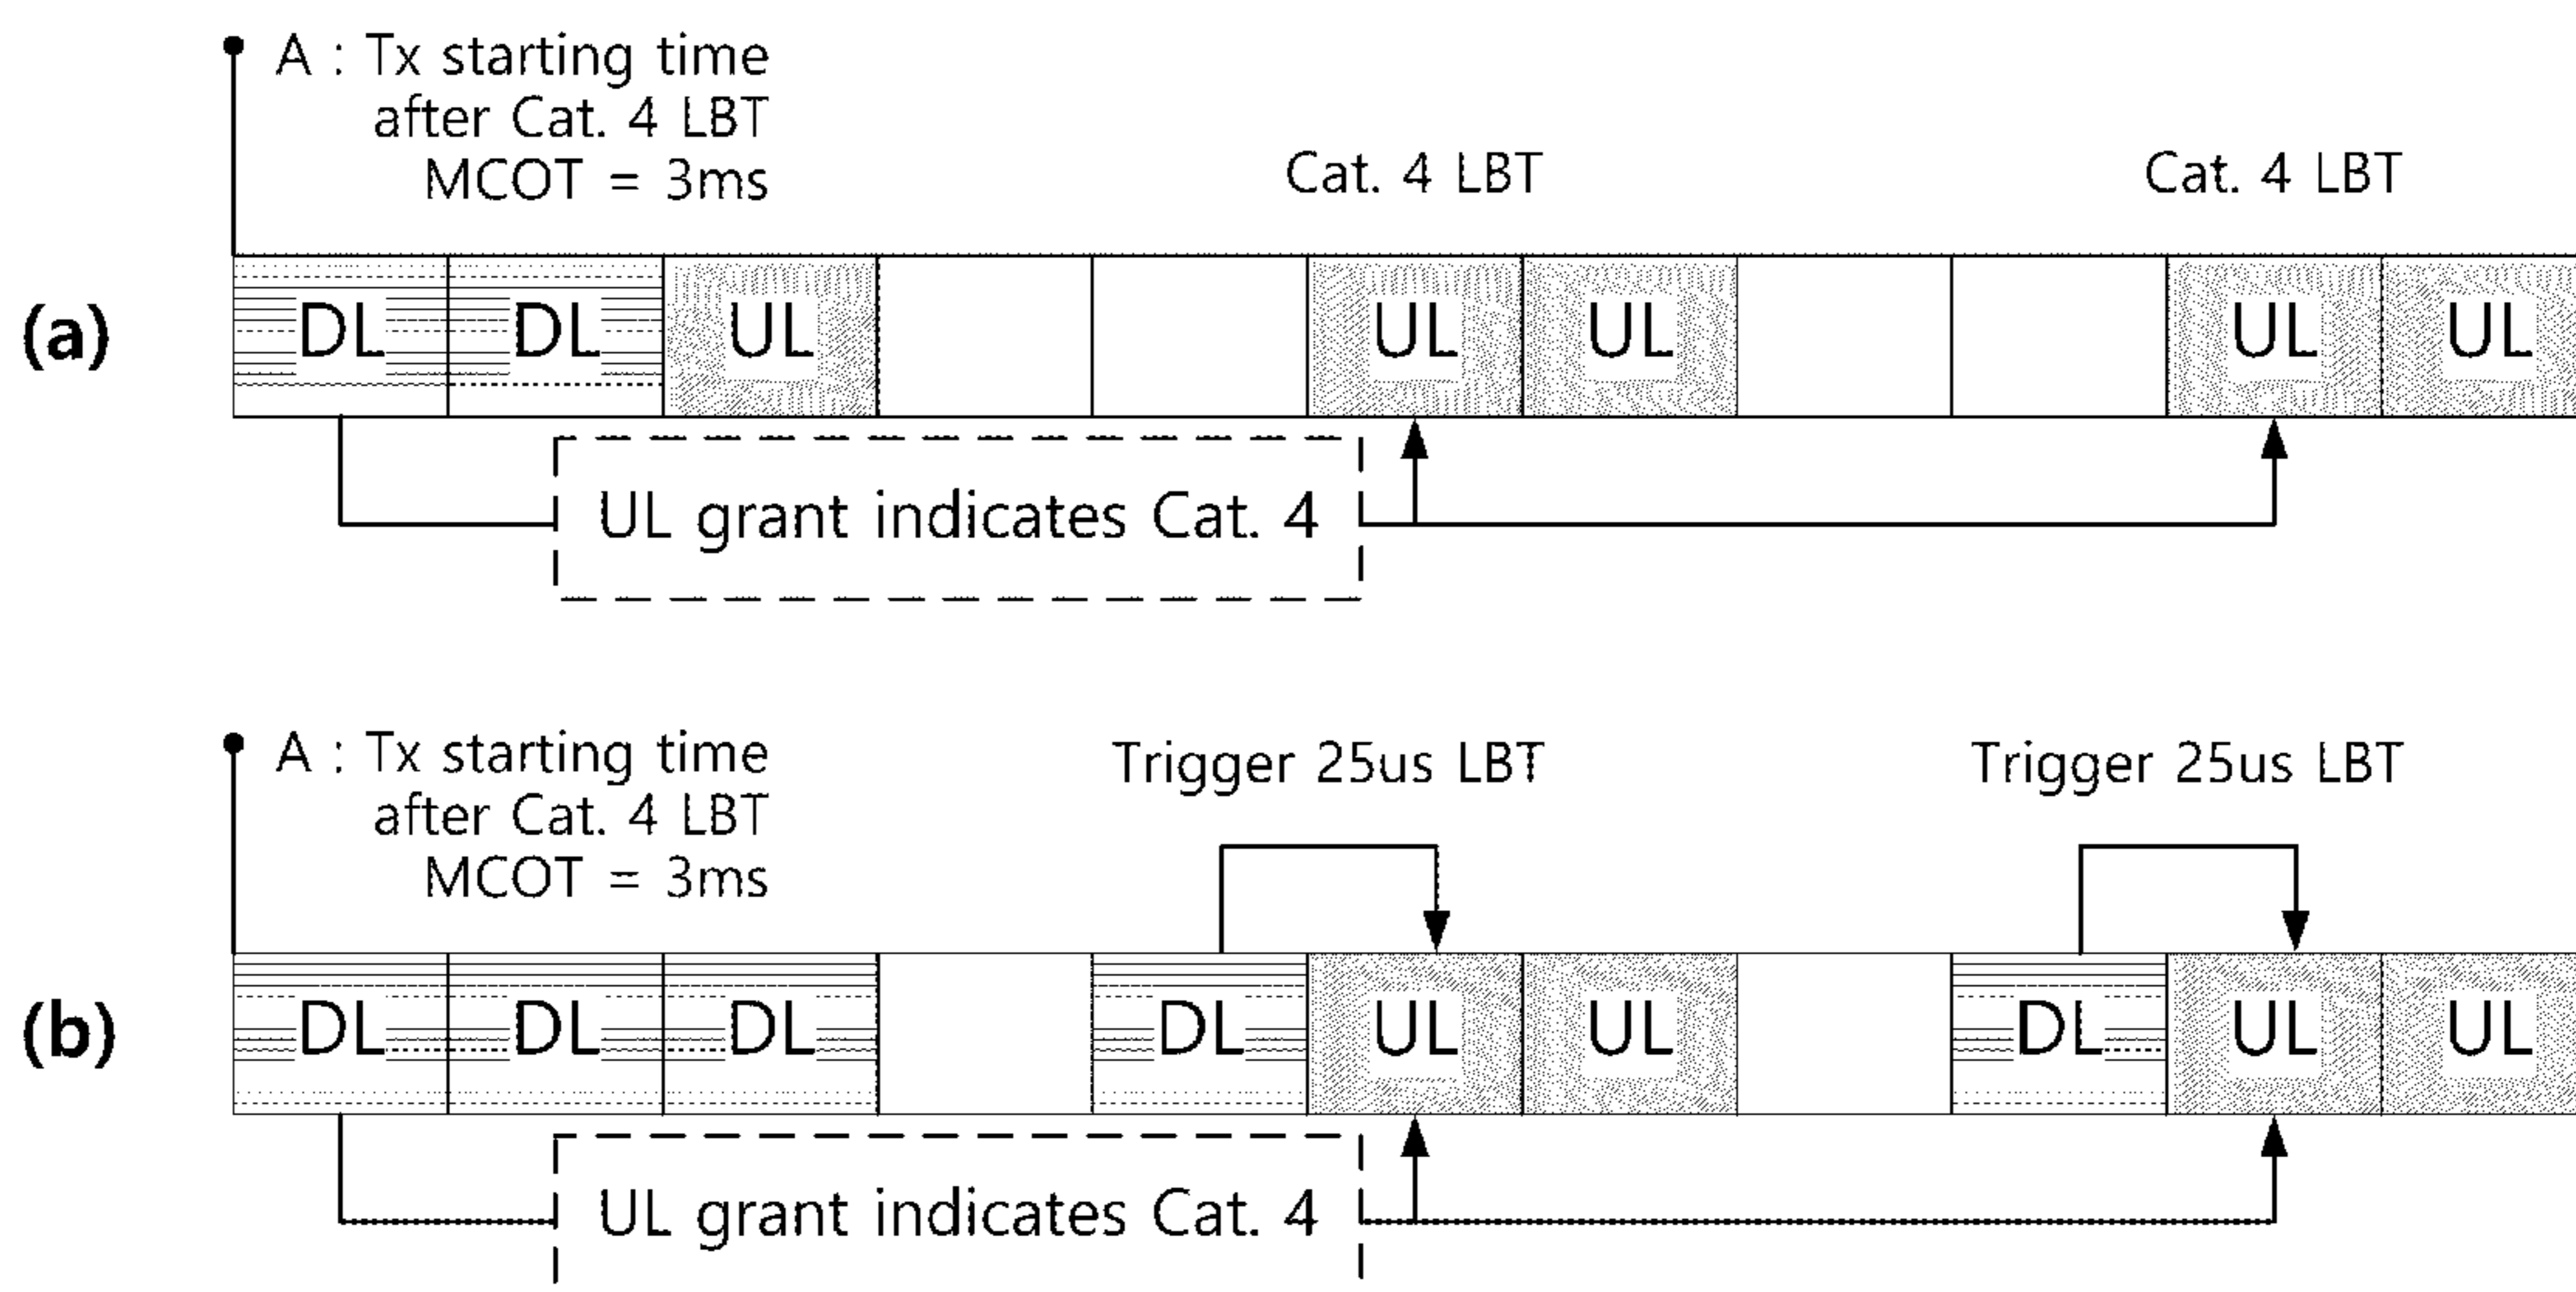 A : Tx starting time
after Cat. 4 LBT
MCOT = 3ms
Cat. 4 LBT
Cat. 4 LBT
(a)
DL DL UL UL UL UL UL
UL grant indicates Cat. 4
A : Tx starting time
after Cat. 4 LBT
MCOT = 3ms
Trigger 25us LBT
Trigger 25us LBT
(b)
DL DL DL DL UL UL DL UL UL
UL grant indicates Cat. 4